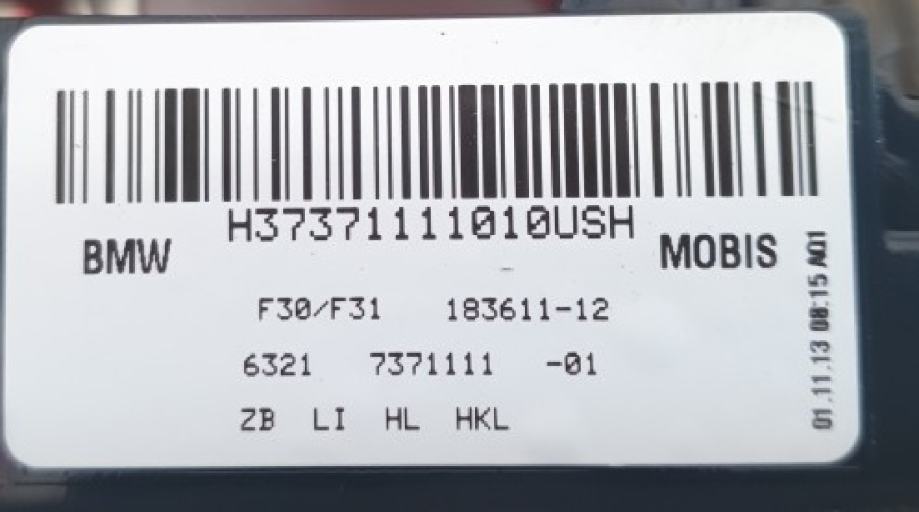 H37371111010USH
BMW
MOBIS
F30/F31 183611-12
6321 7371111 -01
ZB LI HL HKL
01.11.13 08:15 A01